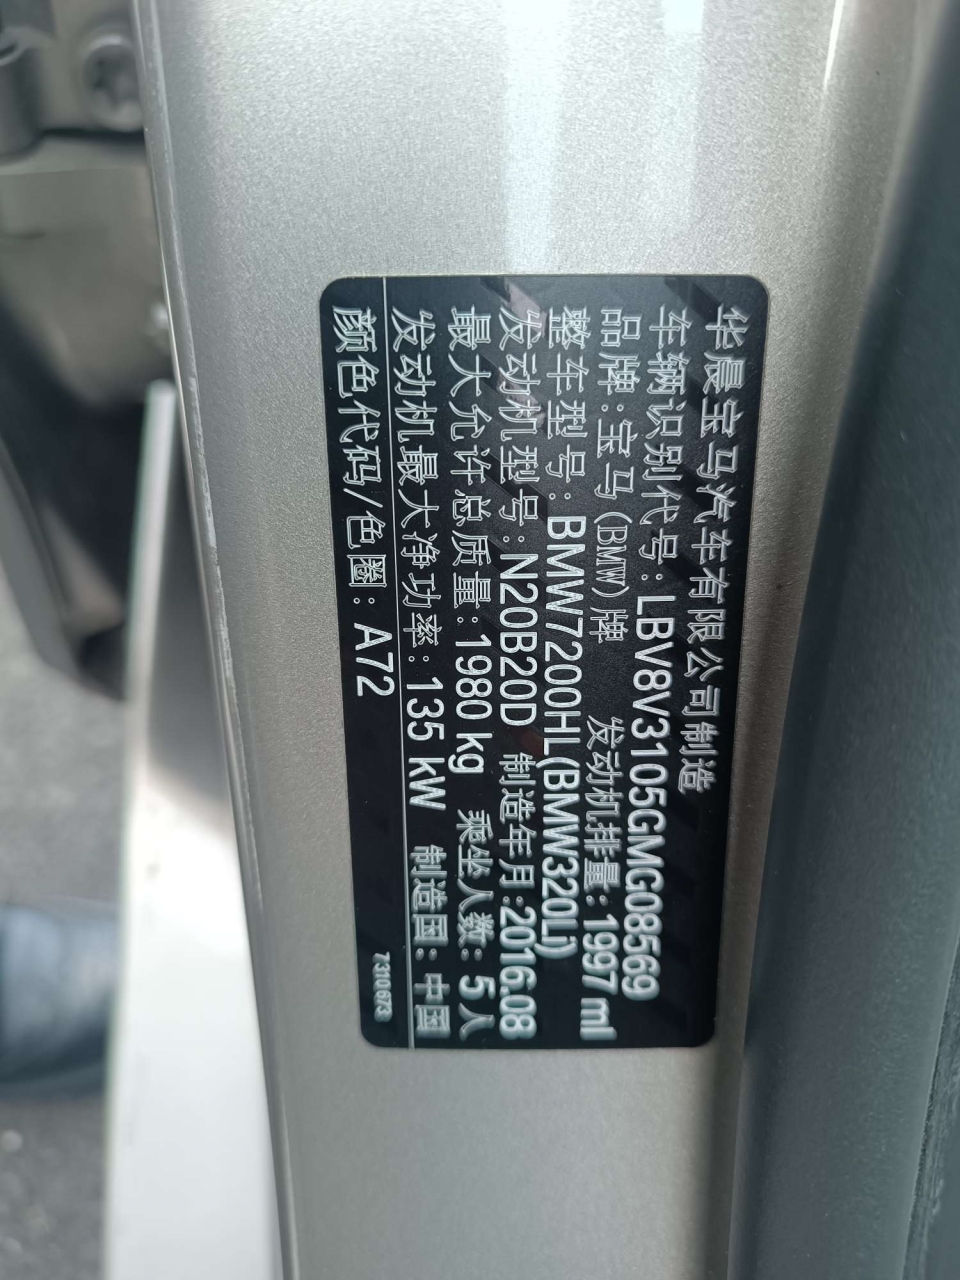 华晨宝马汽车有限公司制造
车辆识别代号:LBV8V3105GMG08569
品牌:宝马(BMW)牌 发动机排量:1997 ml
整车型号:BMW7200HL(BMW320Li)
发动机型号:N20B20D 制造年月:2016.08
最大允许总质量:1980 kg 乘坐人数:5人
发动机最大净功率:135 kW 制造国:中国
颜色代码/色圈:A72 7310673